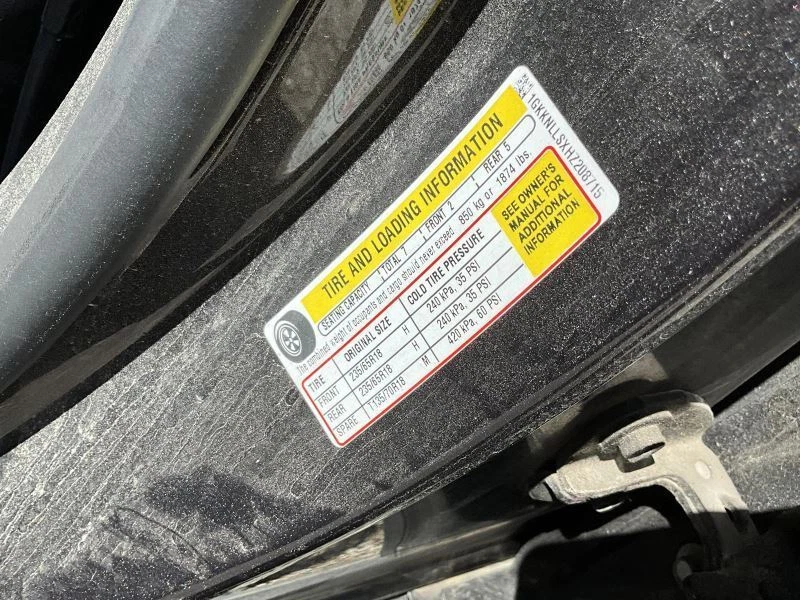 1GKKNLLSXHZ208715
TIRE AND LOADING INFORMATION
SEATING CAPACITY TOTAL 7 FRONT 2 REAR 5
The combined weight of occupants and cargo should never exceed 850 kg or 1874 lbs.
TIRE ORIGINAL SIZE COLD TIRE PRESSURE
FRONT 235/65R18 H 240 kPa, 35 PSI
REAR 235/65R18 H 240 kPa, 35 PSI
SPARE T135/70R18 M 420 kPa, 60 PSI
SEE OWNER'S
MANUAL FOR
ADDITIONAL
INFORMATION